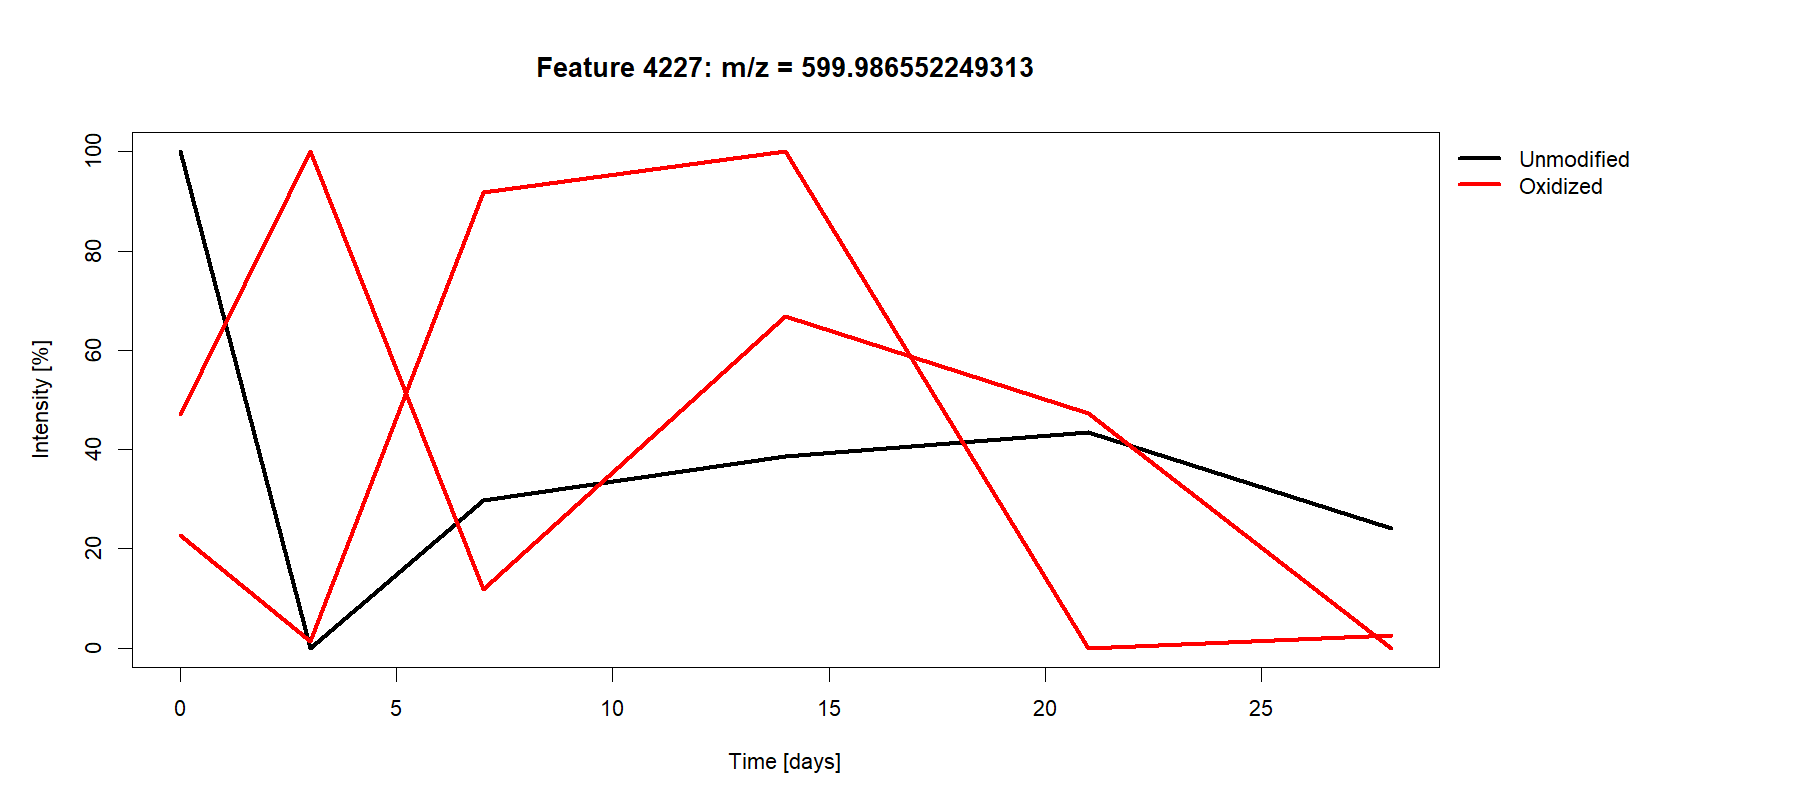 Feature 4227: m/z = 599.986552249313
Unmodified
Oxidized
Intensity [%]
100
80
60
40
20
0
0 5 10 15 20 25
Time [days]